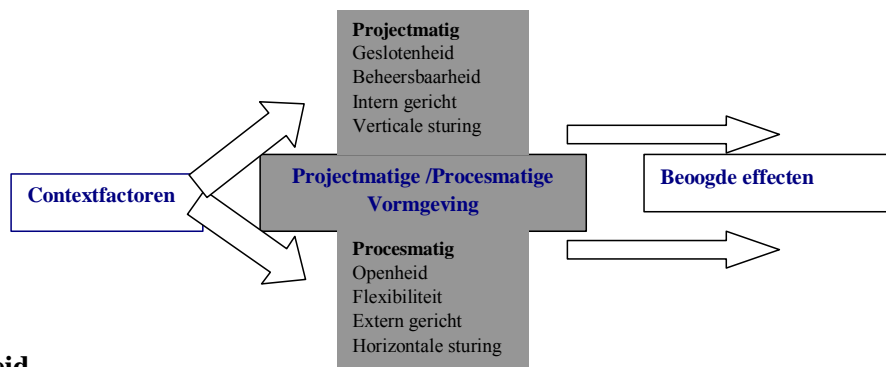 Projectmatig
Geslotenheid
Beheersbaarheid
Intern gericht
Verticale sturing
Contextfactoren
Projectmatige /Procesmatige
Vormgeving
Beoogde effecten
Procesmatig
Openheid
Flexibiliteit
Extern gericht
Horizontale sturing